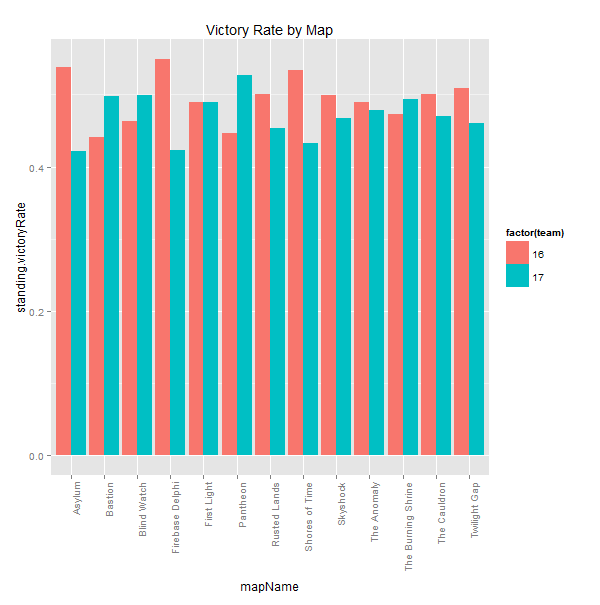 Victory Rate by Map
standing.victoryRate
0.4
0.2
0.0
Asylum
Bastion
Blind Watch
Firebase Delphi
First Light
Pantheon
Rusted Lands
Shores of Time
Skyshock
The Anomaly
The Burning Shrine
The Cauldron
Twilight Gap
mapName
factor(team)
16
17